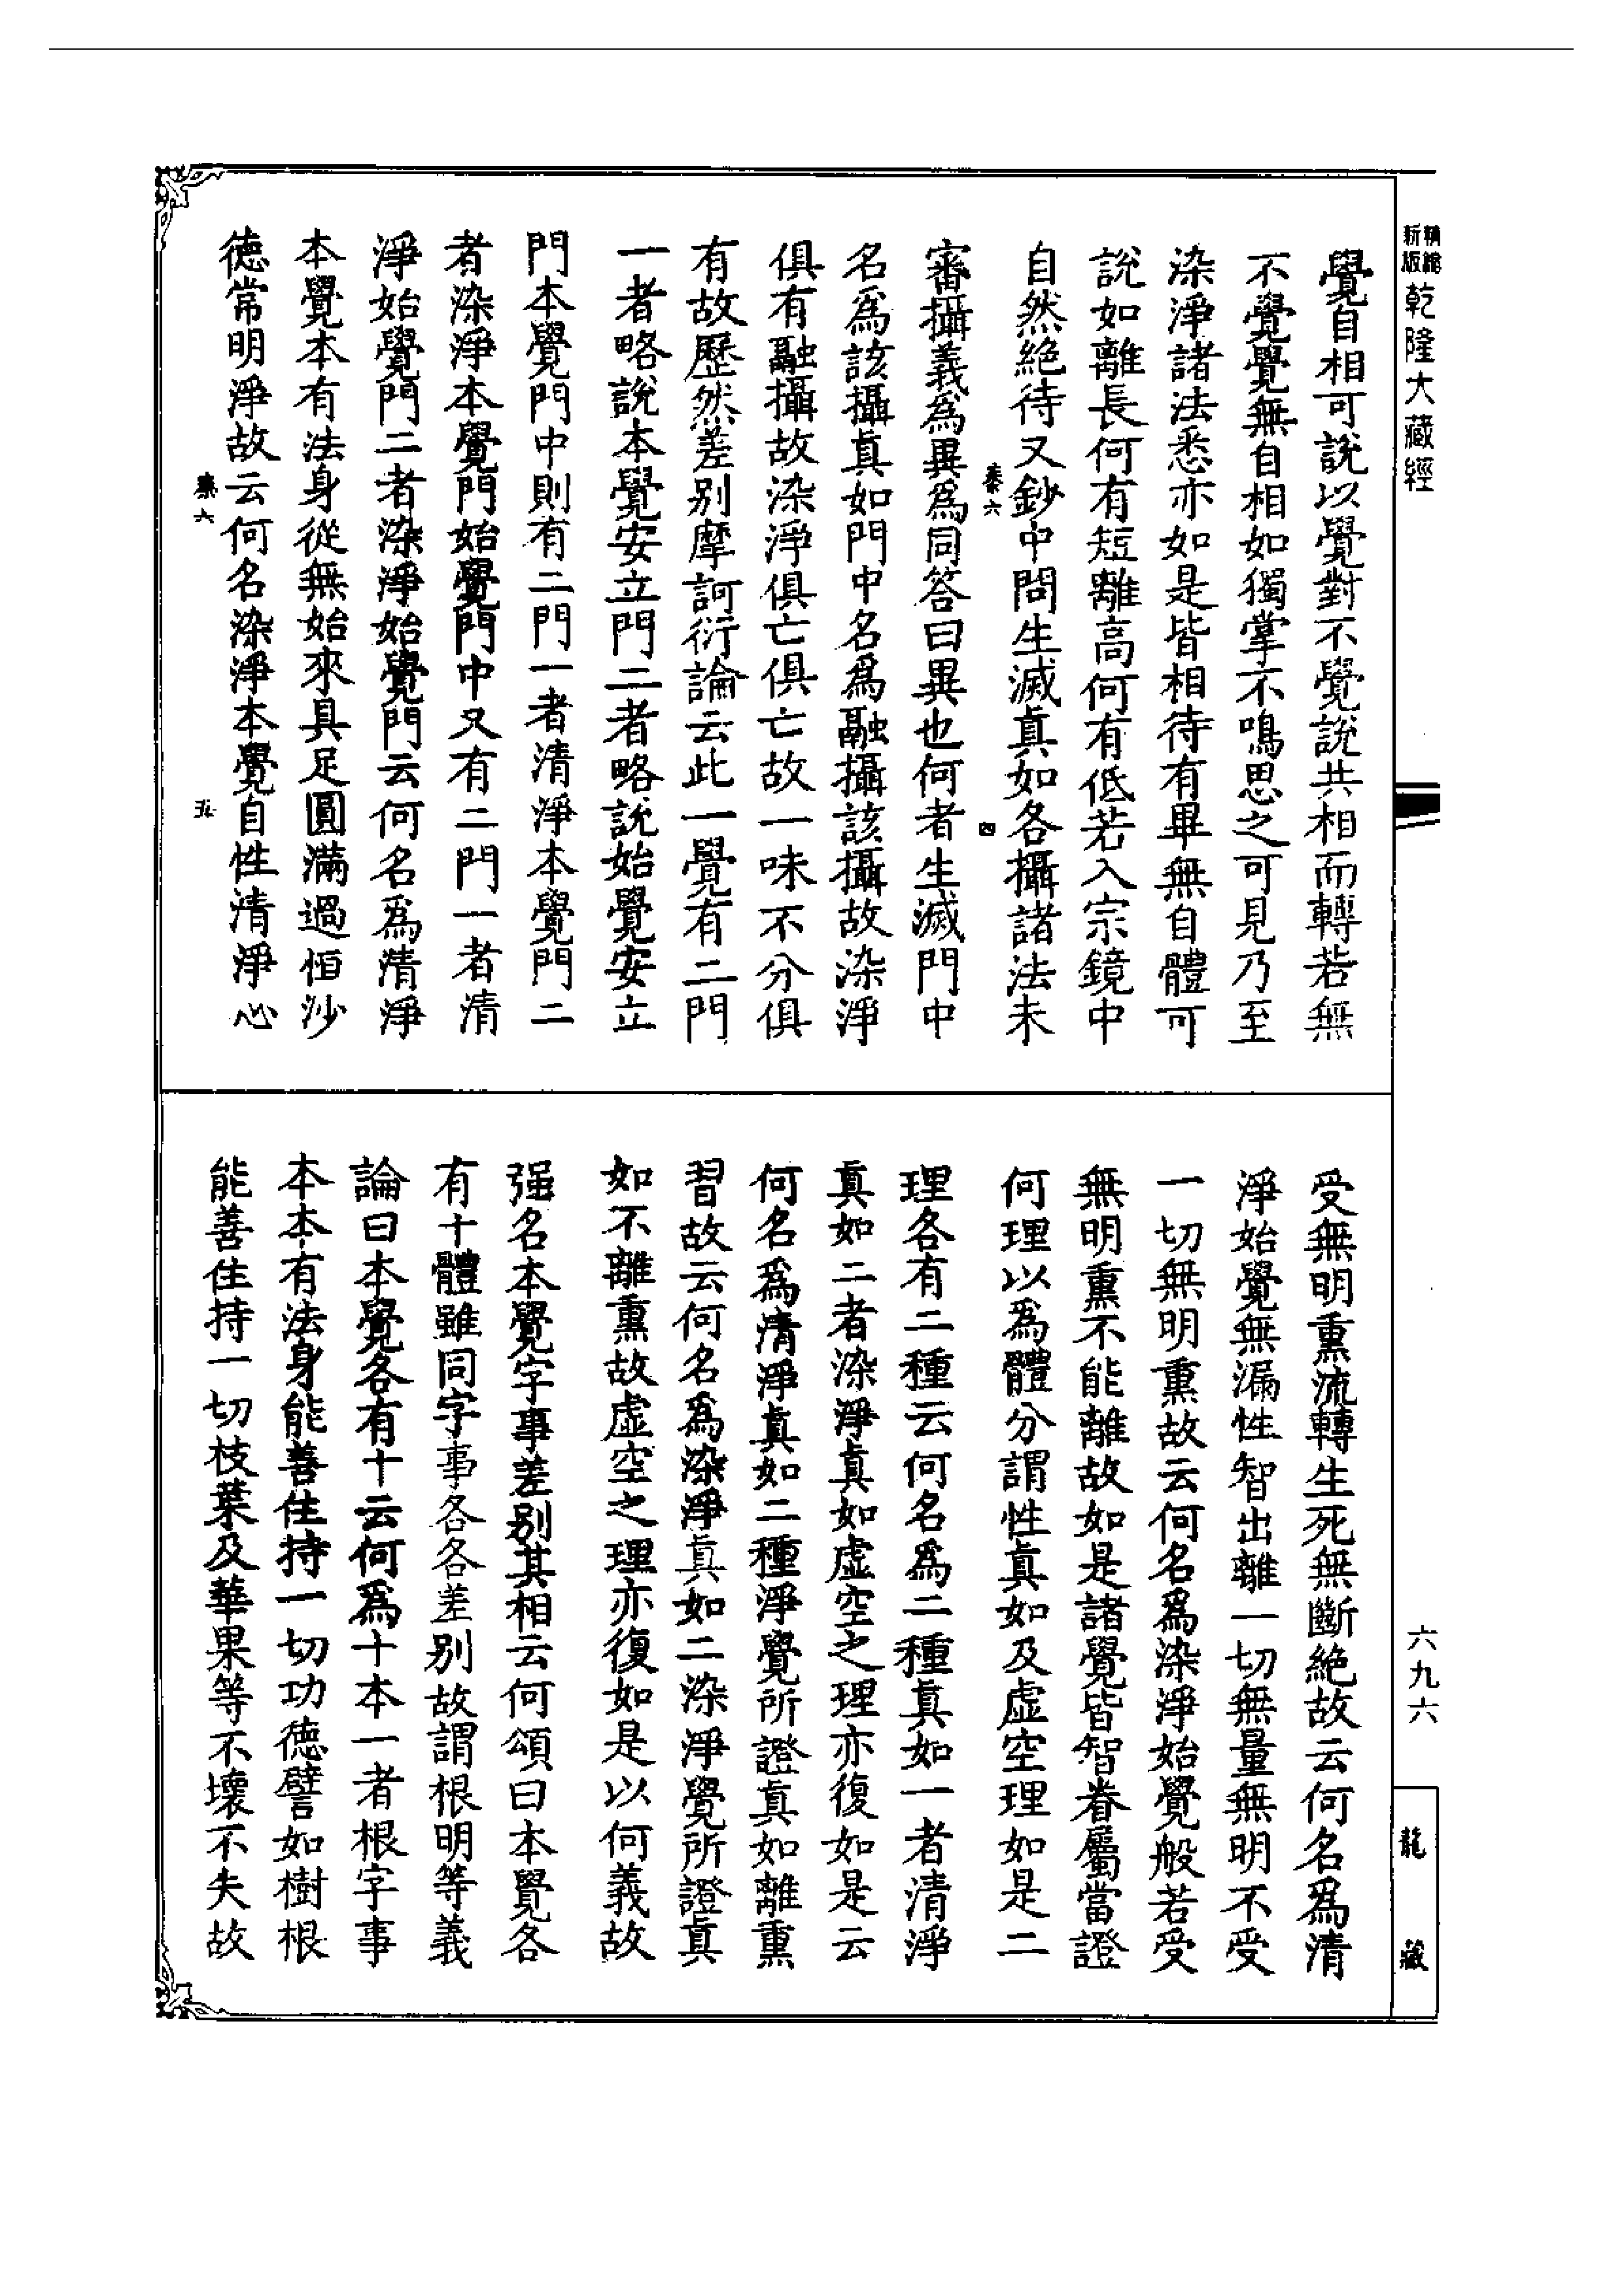 精縮新版乾隆大藏經
覺自相可說以覺對不覺說共相而轉若無
不覺覺無自相如獨掌不鳴思之可見乃至
染淨諸法悉亦如是皆相待有畢無自體可
說如離長何有短離高何有低若入宗鏡中
自然絕待又鈔中問生滅眞如各攝諸法未
秦六
四
審攝義爲異爲同答曰異也何者生滅門中
名爲該攝眞如門中名爲融攝該攝故染淨
俱有融攝故染淨俱亡俱亡故一味不分俱
有故歷然差别摩訶衍論云此一覺有二門
一者略說本覺安立門二者略說始覺安立
門本覺門中則有二門一者清淨本覺門二
者染淨本覺門始覺門中又有二門一者清
淨始覺門二者染淨始覺門云何名爲清淨
本覺本有法身從無始來具足圓滿過恒沙
德常明淨故云何名染淨本覺自性清淨心
秦六
五
受無明熏流轉生死無斷絕故云何名爲清
淨始覺無漏性智出離一切無量無明不受
一切無明熏故云何名爲染淨始覺般若受
無明熏不能離故如是諸覺皆智眷屬當證
何理以爲體分謂性眞如及虛空理如是二
理各有二種云何名爲二種眞如一者清淨
眞如二者染淨眞如虛空之理亦復如是云
何名爲清淨眞如二種淨覺所證眞如離熏
習故云何名爲染淨眞如二染淨覺所證眞
如不離熏故虛空之理亦復如是以何義故
强名本覺字事差别其相云何頌曰本覺各
有十體雖同字事各各差别故謂根明等義
論曰本覺各有十云何爲十本一者根字事
本本有法身能善住持一切功德譬如樹根
能善住持一切枝葉及華果等不壞不失故
六九六
龍藏